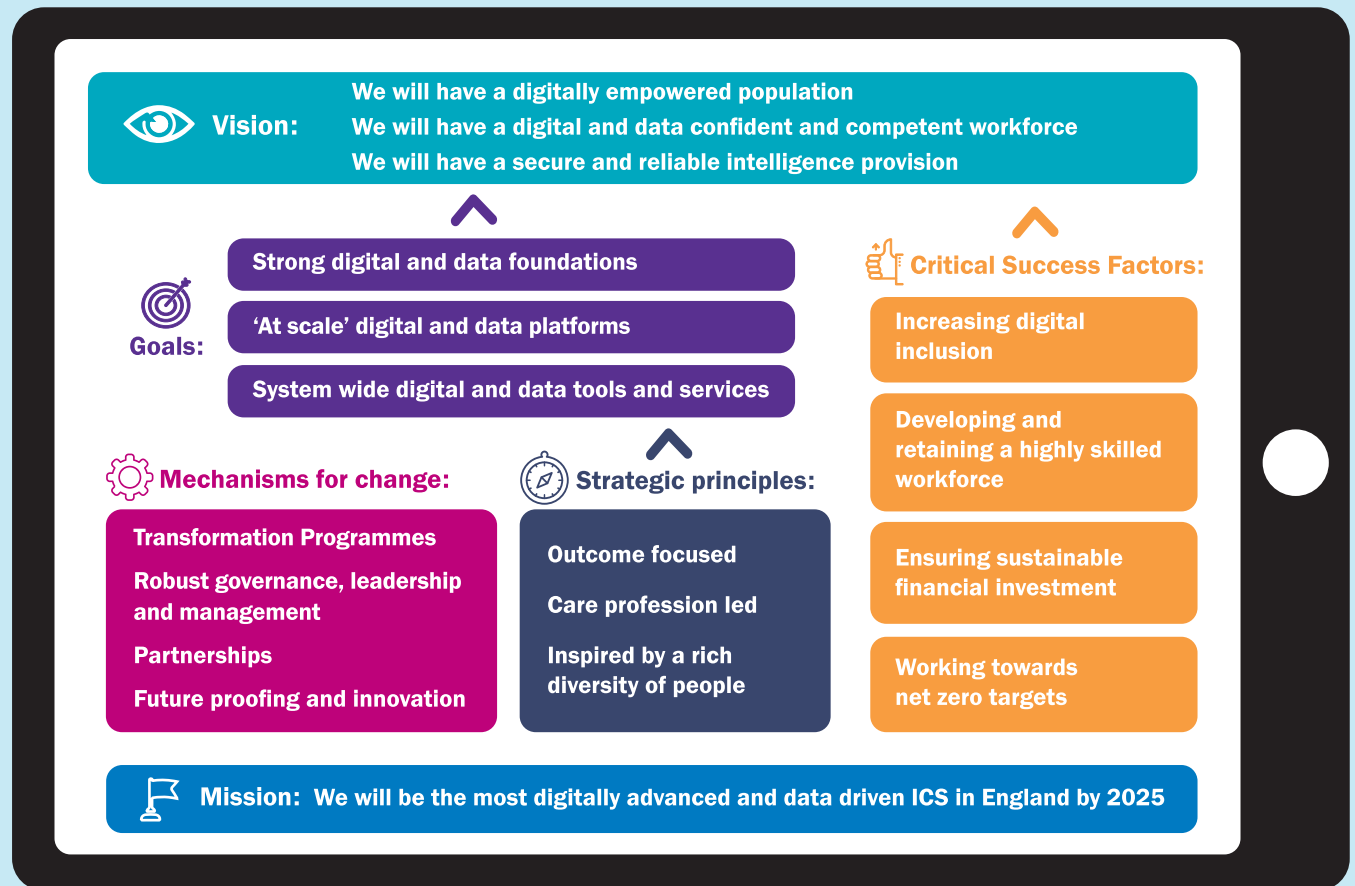 Vision:
We will have a digitally empowered population
We will have a digital and data confident and competent workforce
We will have a secure and reliable intelligence provision
Goals:
Strong digital and data foundations
‘At scale’ digital and data platforms
System wide digital and data tools and services
Mechanisms for change:
Transformation Programmes
Robust governance, leadership
and management
Partnerships
Future proofing and innovation
Strategic principles:
Outcome focused
Care profession led
Inspired by a rich
diversity of people
Critical Success Factors:
Increasing digital
inclusion
Developing and
retaining a highly skilled
workforce
Ensuring sustainable
financial investment
Working towards
net zero targets
Mission: We will be the most digitally advanced and data driven ICS in England by 2025